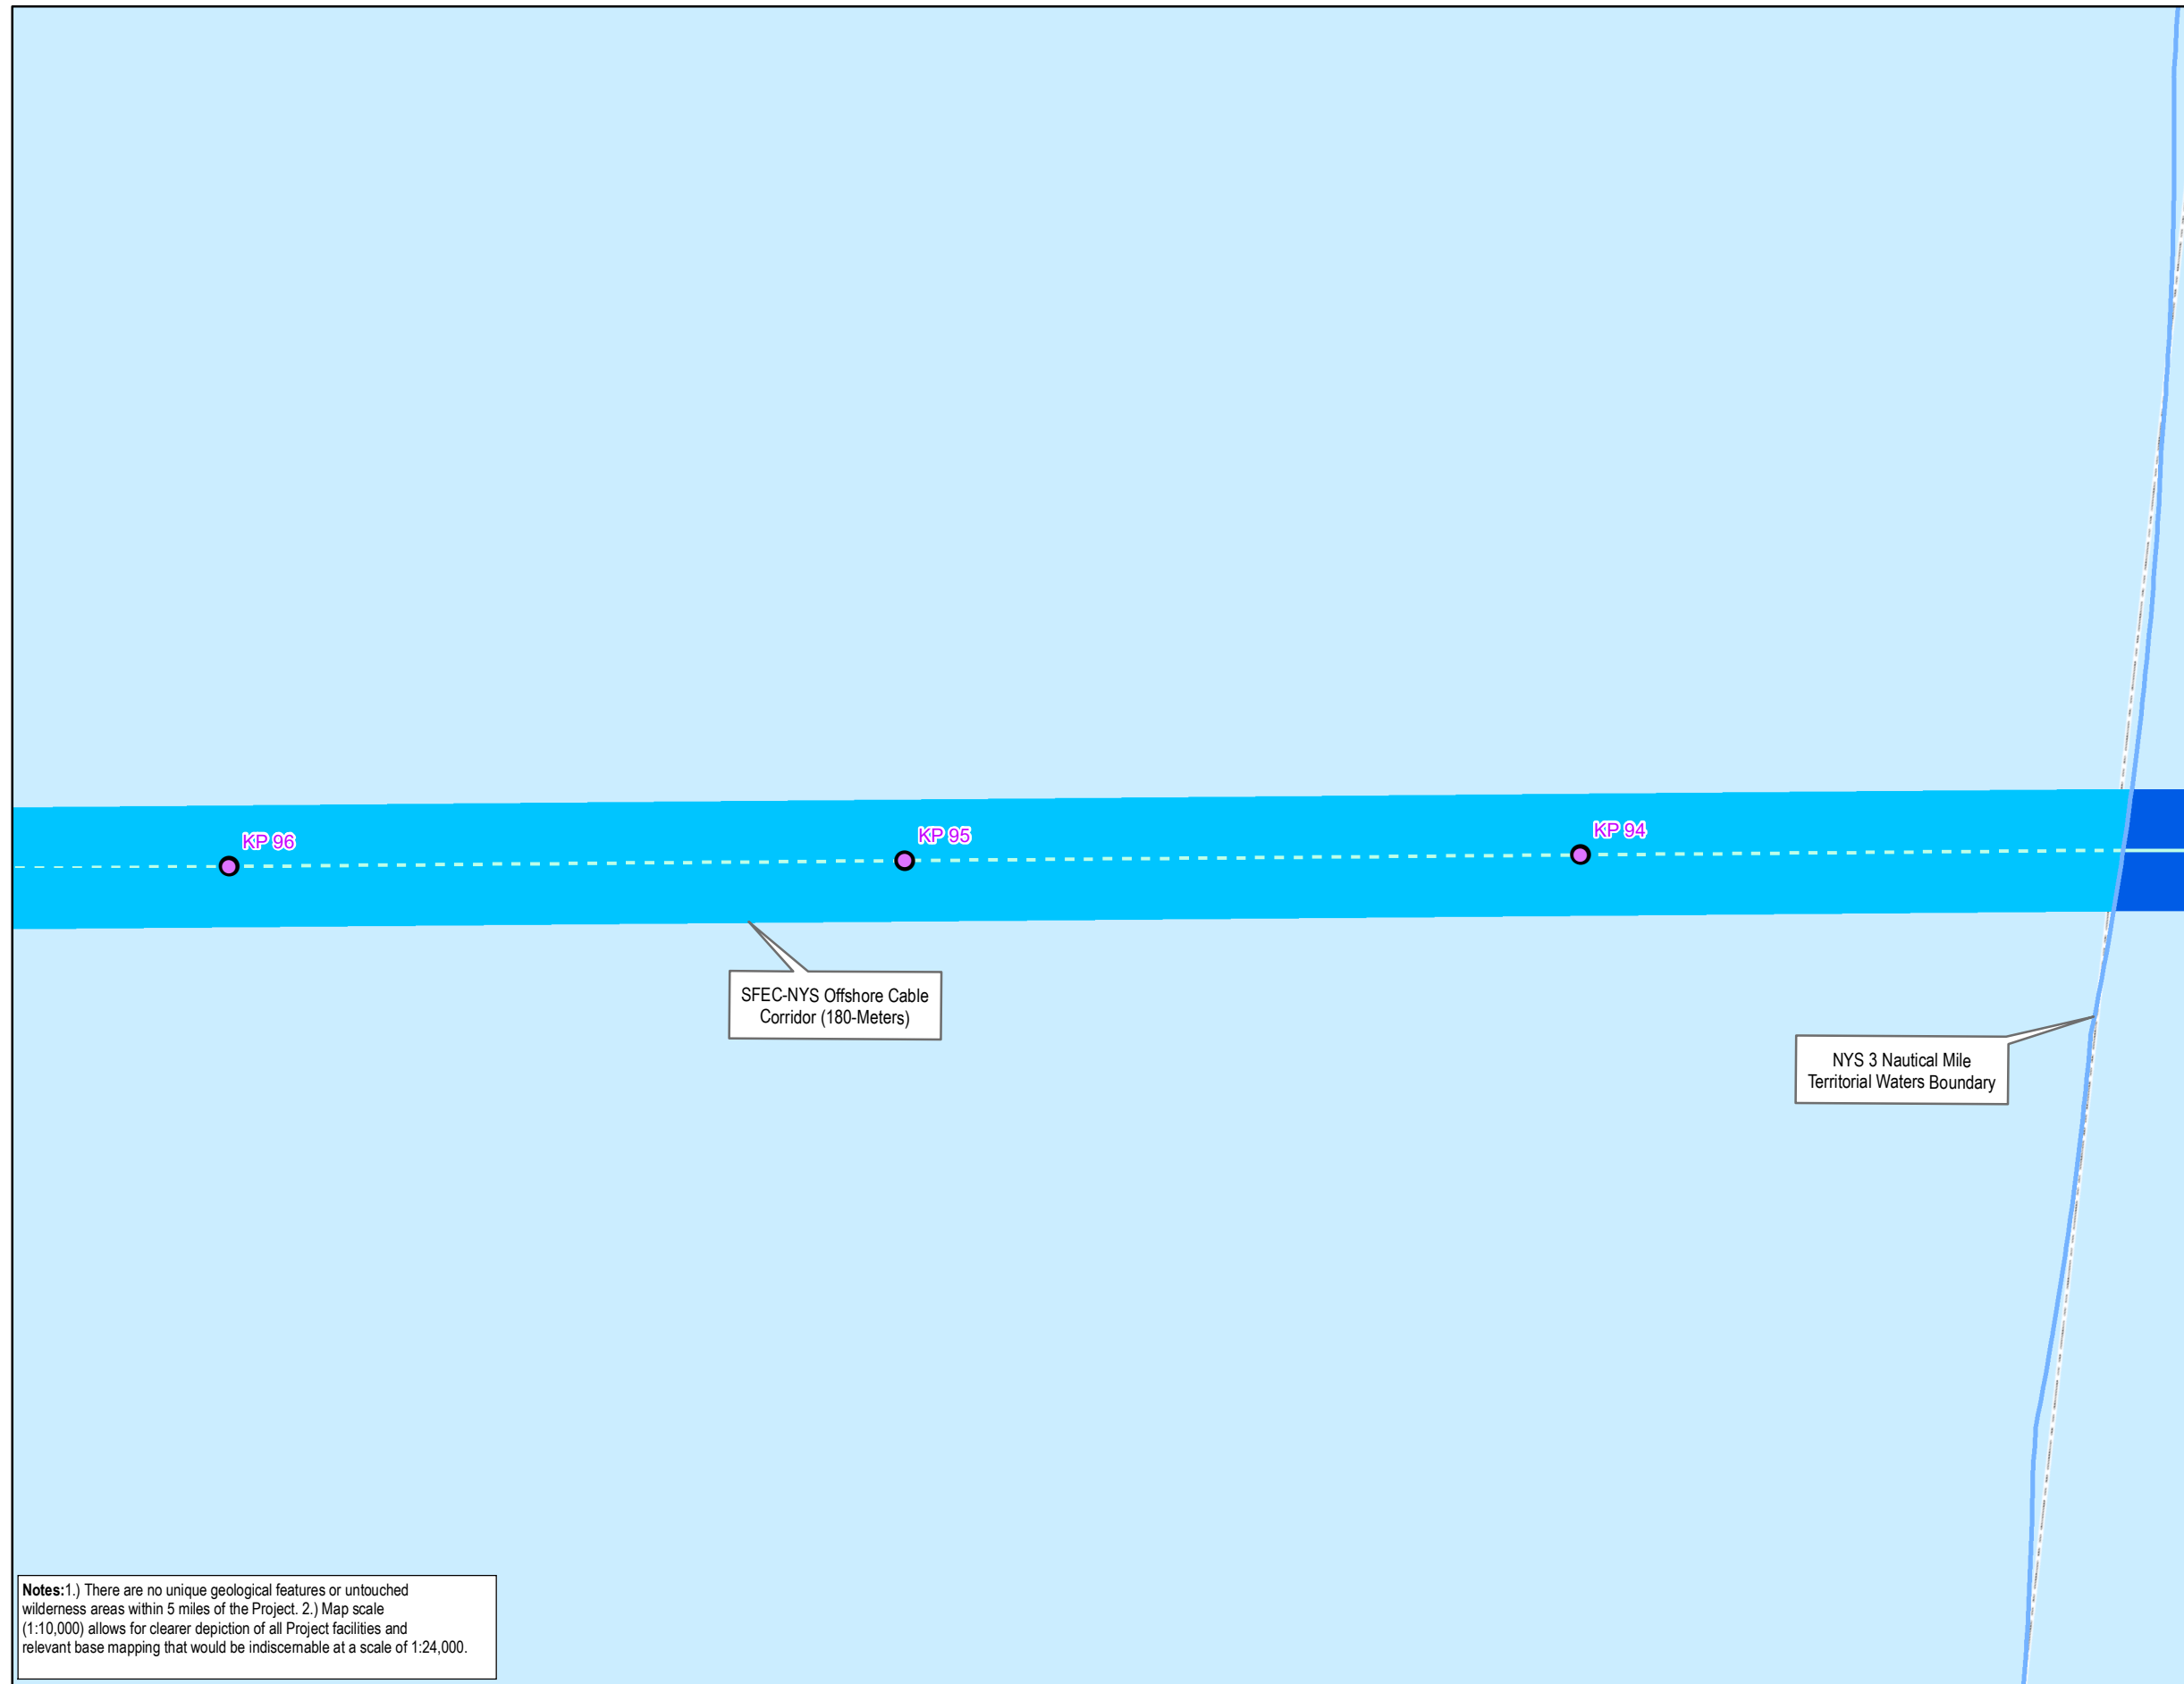 KP 96
KP 95
KP 94
SFEC-NYS Offshore Cable
Corridor (180-Meters)
NYS 3 Nautical Mile
Territorial Waters Boundary
Notes:1.) There are no unique geological features or untouched
wilderness areas within 5 miles of the Project. 2.) Map scale
(1:10,000) allows for clearer depiction of all Project facilities and
relevant base mapping that would be indiscernable at a scale of 1:24,000.